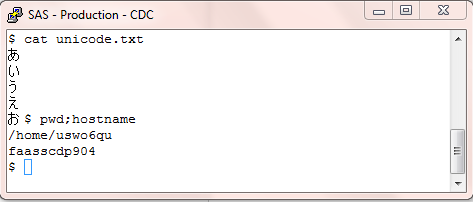 SAS - Production - CDC
$ cat unicode.txt
あ
い
う
え
お $ pwd;hostname
/home/uswo6qu
faasscdp904
$